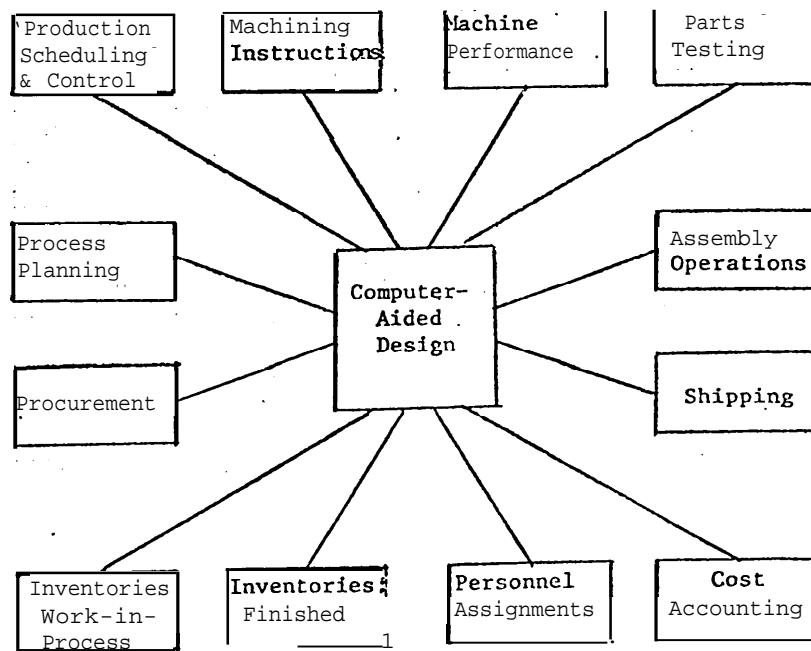 Production
Scheduling
& Control
Machining
Instructions
Machine
Performance
Parts
Testing
Process
Planning
Computer-
Aided
Design
Assembly
Operations
Procurement
Shipping
Inventories
Work-in-
Process
Inventories:
Finished
1
Personnel
Assignments
Cost
Accounting